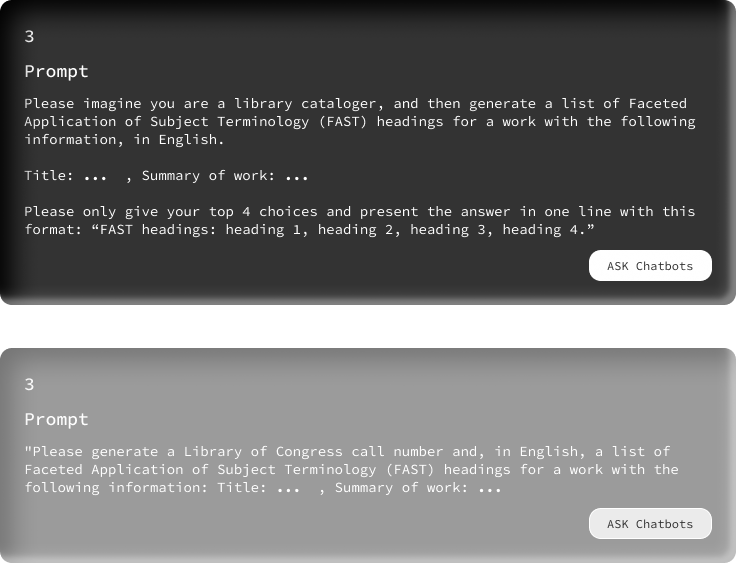 3
Prompt
Please imagine you are a library cataloger, and then generate a list of Faceted
Application of Subject Terminology (FAST) headings for a work with the following
information, in English.
Title: ... , Summary of work: ...
Please only give your top 4 choices and present the answer in one line with this
format: “FAST headings: heading 1, heading 2, heading 3, heading 4.”
ASK Chatbots
3
Prompt
"Please generate a Library of Congress call number and, in English, a list of
Faceted Application of Subject Terminology (FAST) headings for a work with the
following information: Title: ... , Summary of work: ...
ASK Chatbots